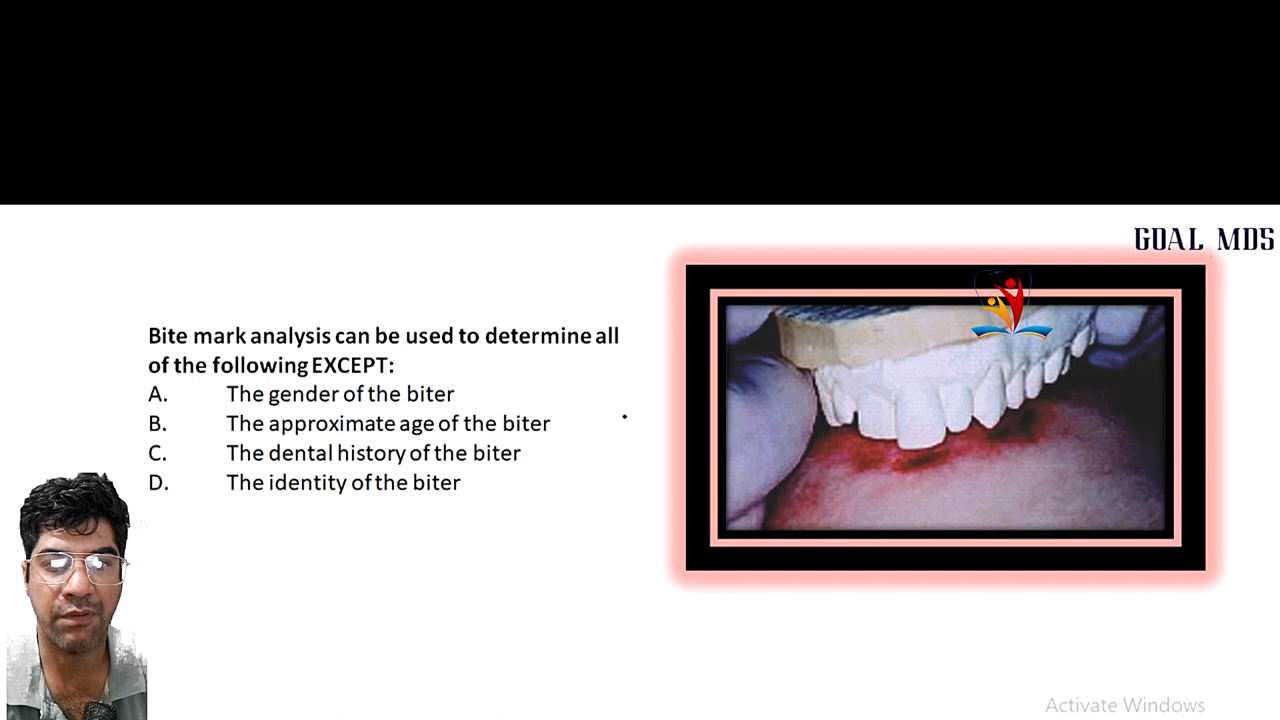 GOAL MDS
Bite mark analysis can be used to determine all
of the following EXCEPT:
A. The gender of the biter
B. The approximate age of the biter
C. The dental history of the biter
D. The identity of the biter
Activate Windows